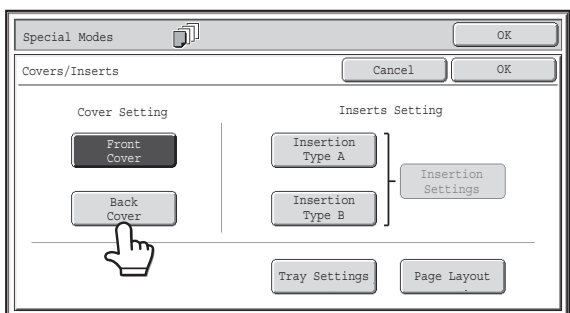 Special Modes
OK
Covers/Inserts
Cancel
OK
Cover Setting
Inserts Setting
Front
Cover
Insertion
Type A
Insertion
Settings
Back
Cover
Insertion
Type B
Tray Settings
Page Layout